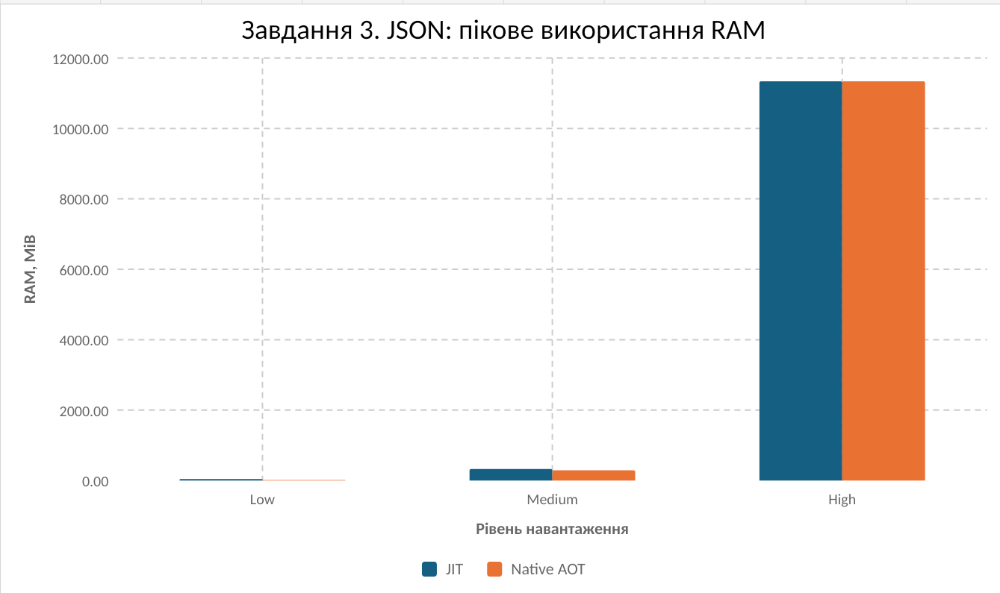 Завдання 3. JSON: пікове використання RAM
12000.00
10000.00
8000.00
6000.00
4000.00
2000.00
0.00
RAM, MiB
Low Medium High
Рівень навантаження
JIT Native AOT